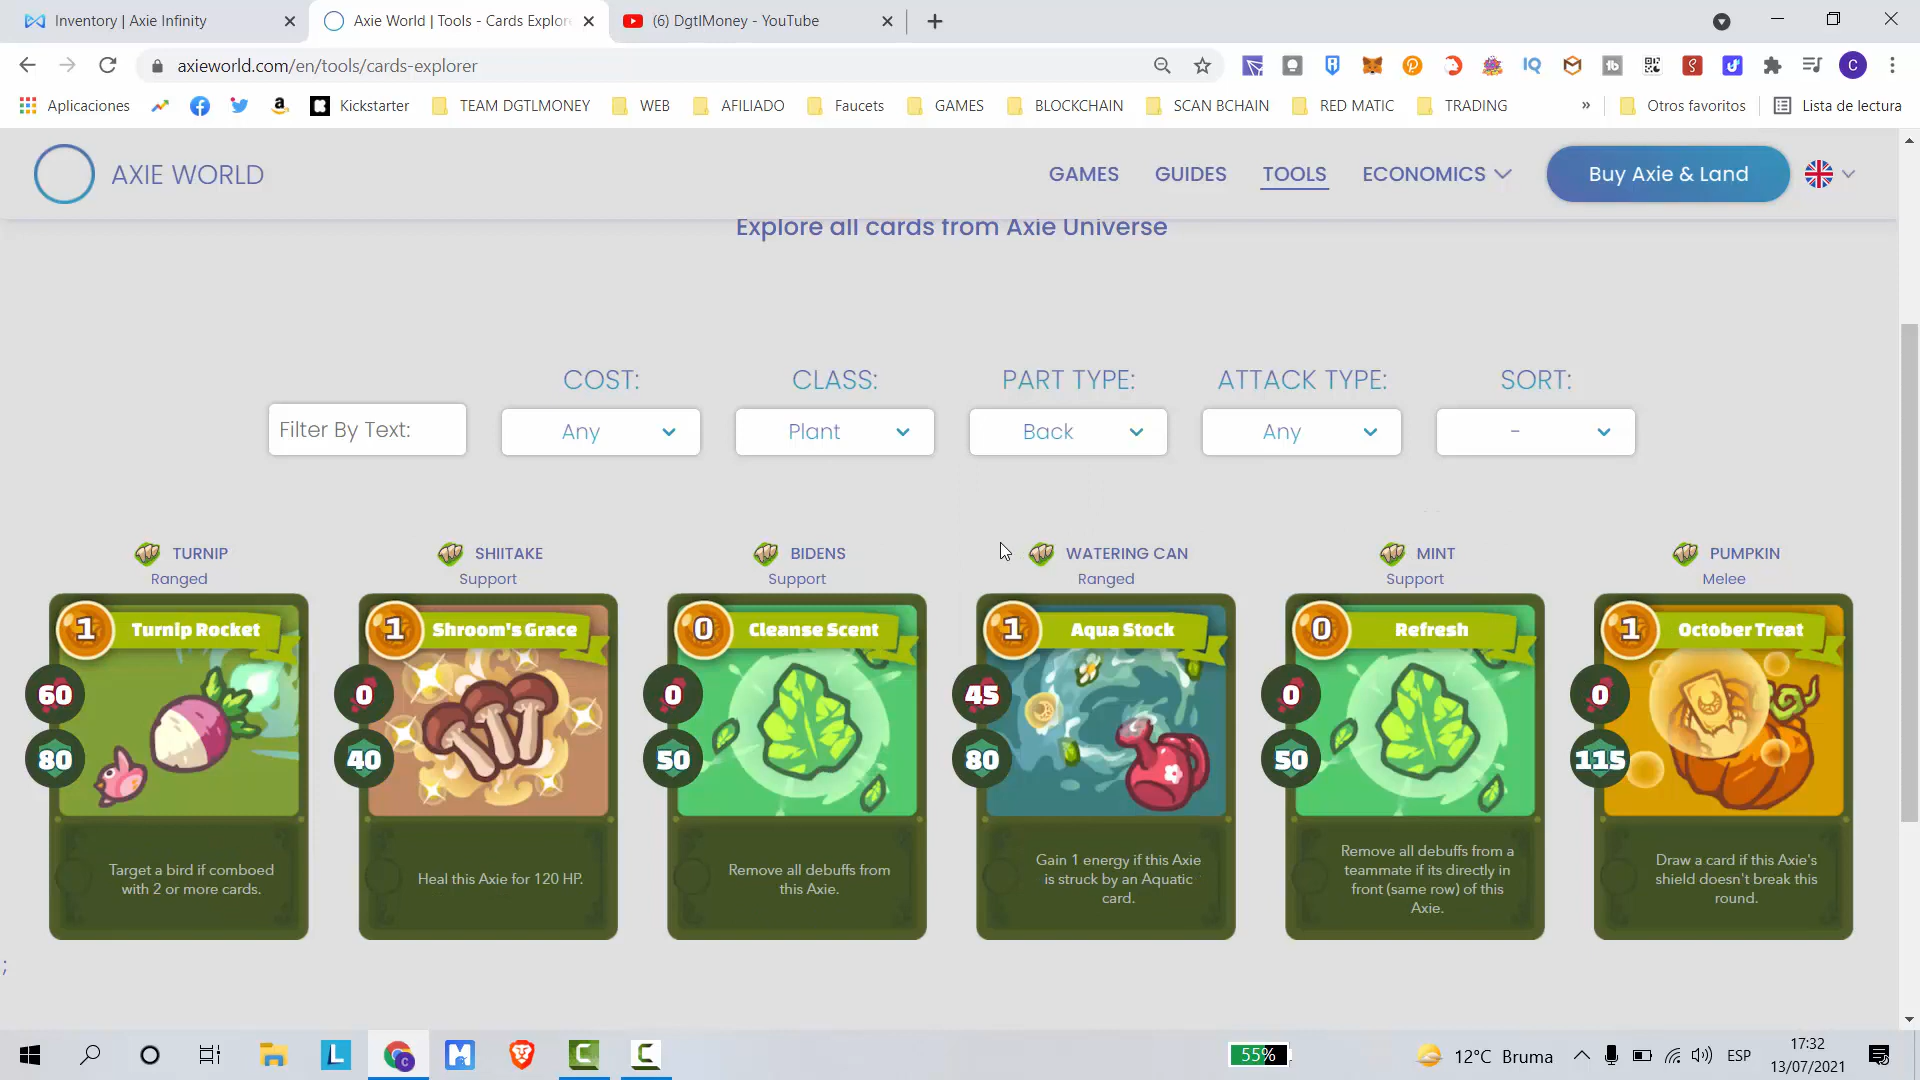 Inventory | Axie Infinity
Axie World | Tools - Cards Explor
(6) DgtlMoney - YouTube
axieworld.com/en/tools/cards-explorer
Aplicaciones
Kickstarter
TEAM DGTLMONEY
WEB
AFILIADO
Faucets
GAMES
BLOCKCHAIN
SCAN BCHAIN
RED MATIC
TRADING
»
Otros favoritos
Lista de lectura
AXIE WORLD
GAMES
GUIDES
TOOLS
ECONOMICS
Buy Axie & Land
Explore all cards from Axie Universe
Filter By Text:
COST:
Any
CLASS:
Plant
PART TYPE:
Back
ATTACK TYPE:
Any
SORT:
-
TURNIP
Ranged
1
Turnip Rocket
60
80
Target a bird if comboed
with 2 or more cards.
SHIITAKE
Support
1
Shroom's Grace
0
40
Heal this Axie for 120 HP.
BIDENS
Support
0
Cleanse Scent
0
50
Remove all debuffs from
this Axie.
WATERING CAN
Ranged
1
Aqua Stock
45
80
Gain 1 energy if this Axie
is struck by an Aquatic
card.
MINT
Support
0
Refresh
0
50
Remove all debuffs from a
teammate if its directly in
front (same row) of this
Axie.
PUMPKIN
Melee
1
October Treat
0
115
Draw a card if this Axie's
shield doesn't break this
round.
;
55%
12°C Bruma
ESP
17:32
13/07/2021